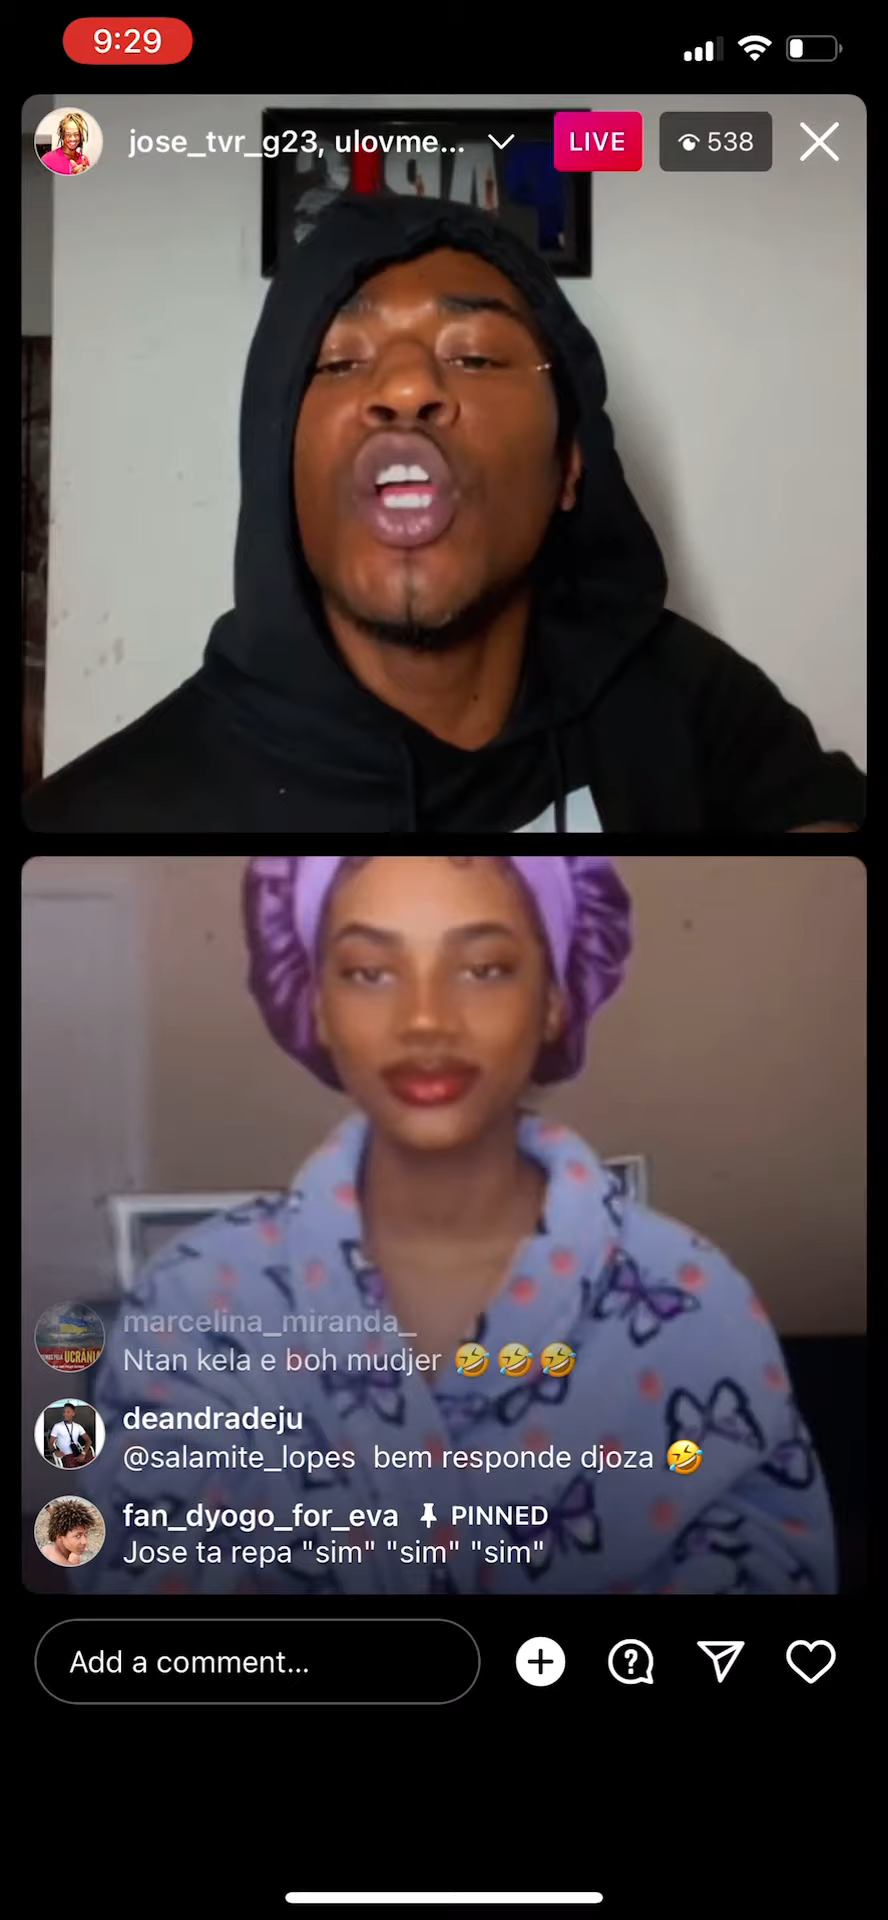 9:29
jose_tvr_g23, ulovme...
LIVE
538
marcelina_miranda_
Ntan kela e boh mudjer 🤣🤣🤣
deandradeju
@salamite_lopes bem responde djoza 🤣
fan_dyogo_for_eva PINNED
Jose ta repa "sim" "sim" "sim"
Add a comment...
UCRÂNIA